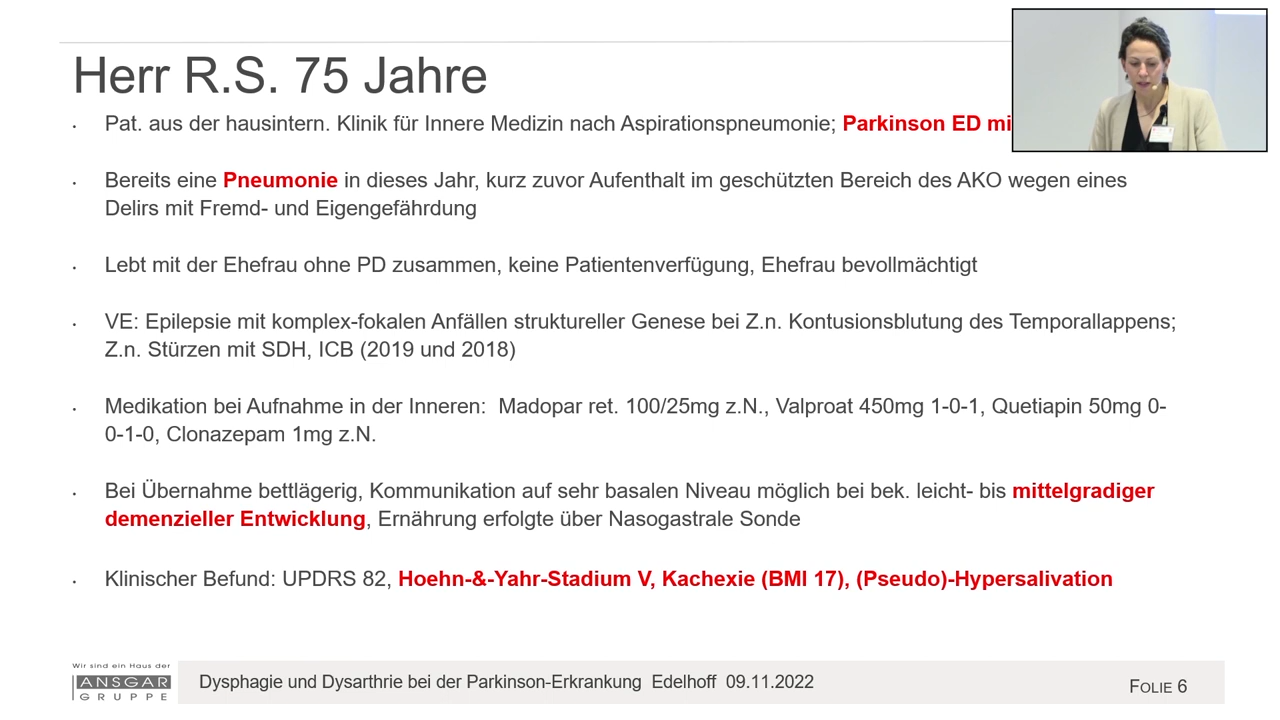 Herr R.S. 75 Jahre
Pat. aus der hausintern. Klinik für Innere Medizin nach Aspirationspneumonie; Parkinson ED
Bereits eine Pneumonie in dieses Jahr, kurz zuvor Aufenthalt im geschützten Bereich des AKO wegen eines
Delirs mit Fremd- und Eigengefährdung
Lebt mit der Ehefrau ohne PD zusammen, keine Patientenverfügung, Ehefrau bevollmächtigt
VE: Epilepsie mit komplex-fokalen Anfällen struktureller Genese bei Z.n. Kontusionsblutung des Temporallappens;
Z.n. Stürzen mit SDH, ICB (2019 und 2018)
Medikation bei Aufnahme in der Inneren: Madopar ret. 100/25mg z.N., Valproat 450mg 1-0-1, Quetiapin 50mg 0-
0-1-0, Clonazepam 1mg z.N.
Bei Übernahme bettlägerig, Kommunikation auf sehr basalen Niveau möglich bei bek. leicht- bis mittelgradiger
demenzieller Entwicklung, Ernährung erfolgte über Nasogastrale Sonde
Klinischer Befund: UPDRS 82, Hoehn-&-Yahr-Stadium V, Kachexie (BMI 17), (Pseudo)-Hypersalivation
Wir sind ein Haus der
ANSGAR
GRUPPE
Dysphagie und Dysarthrie bei der Parkinson-Erkrankung Edelhoff 09.11.2022
FOLIE 6